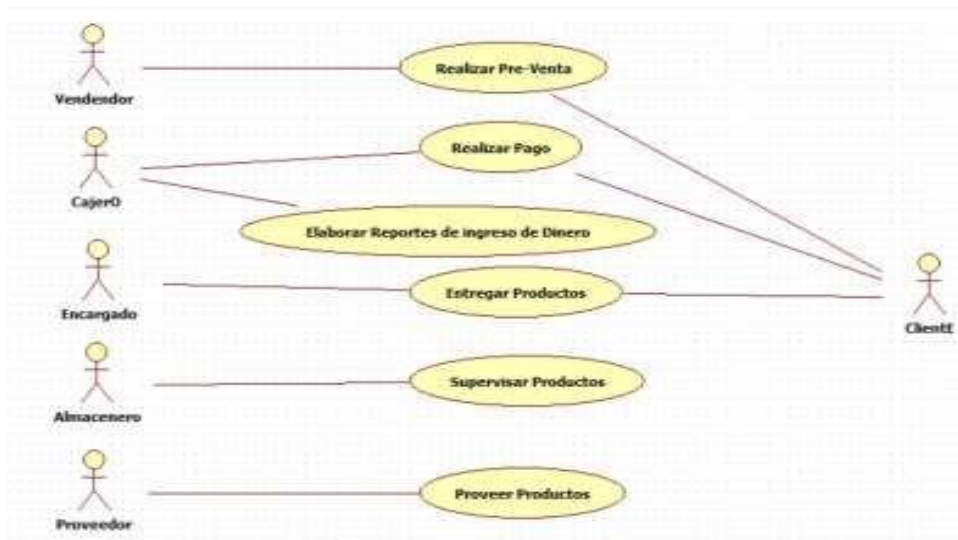 Realizar Pre-Venta
Vendendor
Realizar Pago
CajerO
Elaborar Reportes de ingreso de Dinero
Entregar Productos
Encargado
ClientE
Supervisar Productos
Almacenero
Proveer Productos
Proveedor